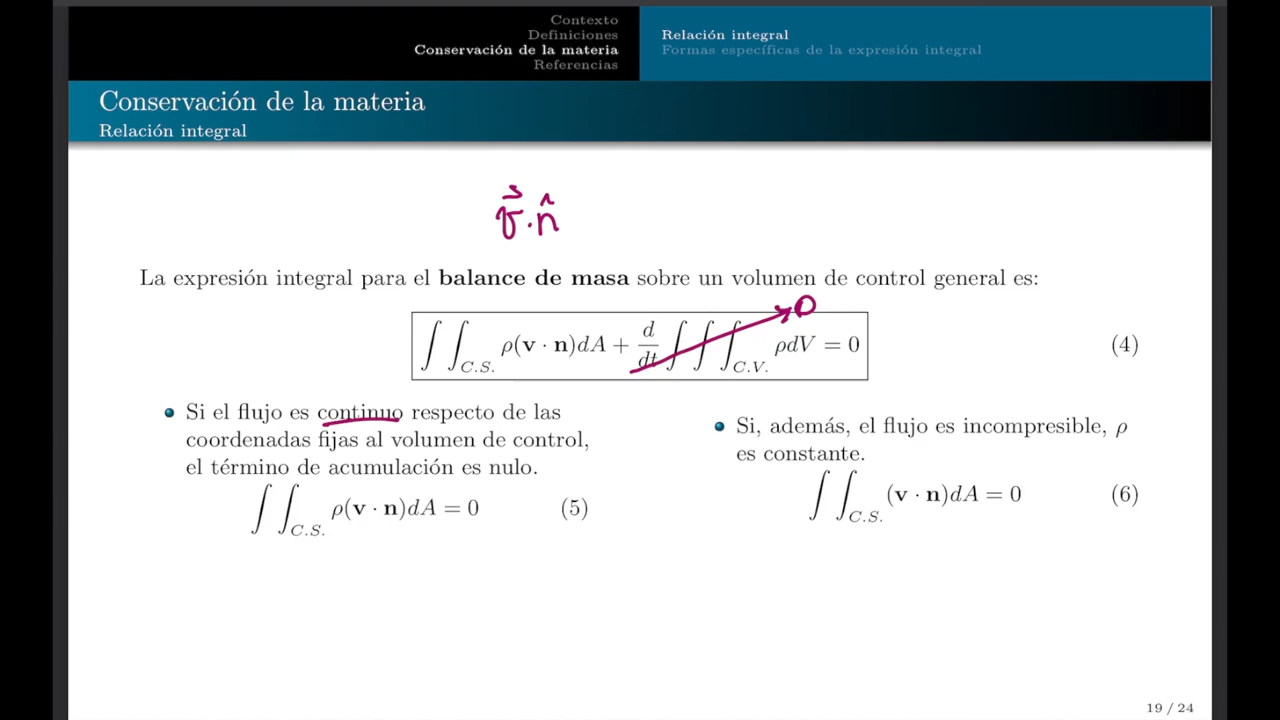 Contexto
Definiciones
Conservación de la materia
Referencias
Relación integral
Formas específicas de la expresión integral
Conservación de la materia
Relación integral
v⃗·n̂
La expresión integral para el balance de masa sobre un volumen de control general es:
∫∫_C.S. ρ(v · n)dA + d/dt ∫∫∫_C.V. ρdV = 0 (4)
0
Si el flujo es continuo respecto de las
coordenadas fijas al volumen de control,
el término de acumulación es nulo.
∫∫_C.S. ρ(v · n)dA = 0 (5)
Si, además, el flujo es incompresible, ρ
es constante.
∫∫_C.S. (v · n)dA = 0 (6)
19 / 24